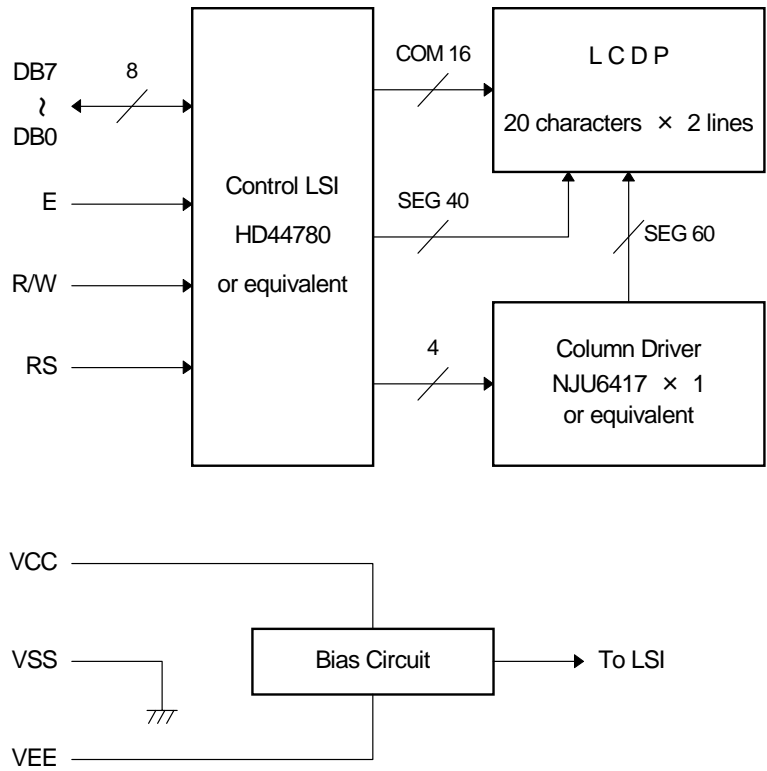 DB7
~
DB0
8
E
R/W
RS
Control LSI
HD44780
or equivalent
COM 16
SEG 40
4
L C D P
20 characters × 2 lines
SEG 60
Column Driver
NJU6417 × 1
or equivalent
VCC
VSS
VEE
Bias Circuit
To LSI